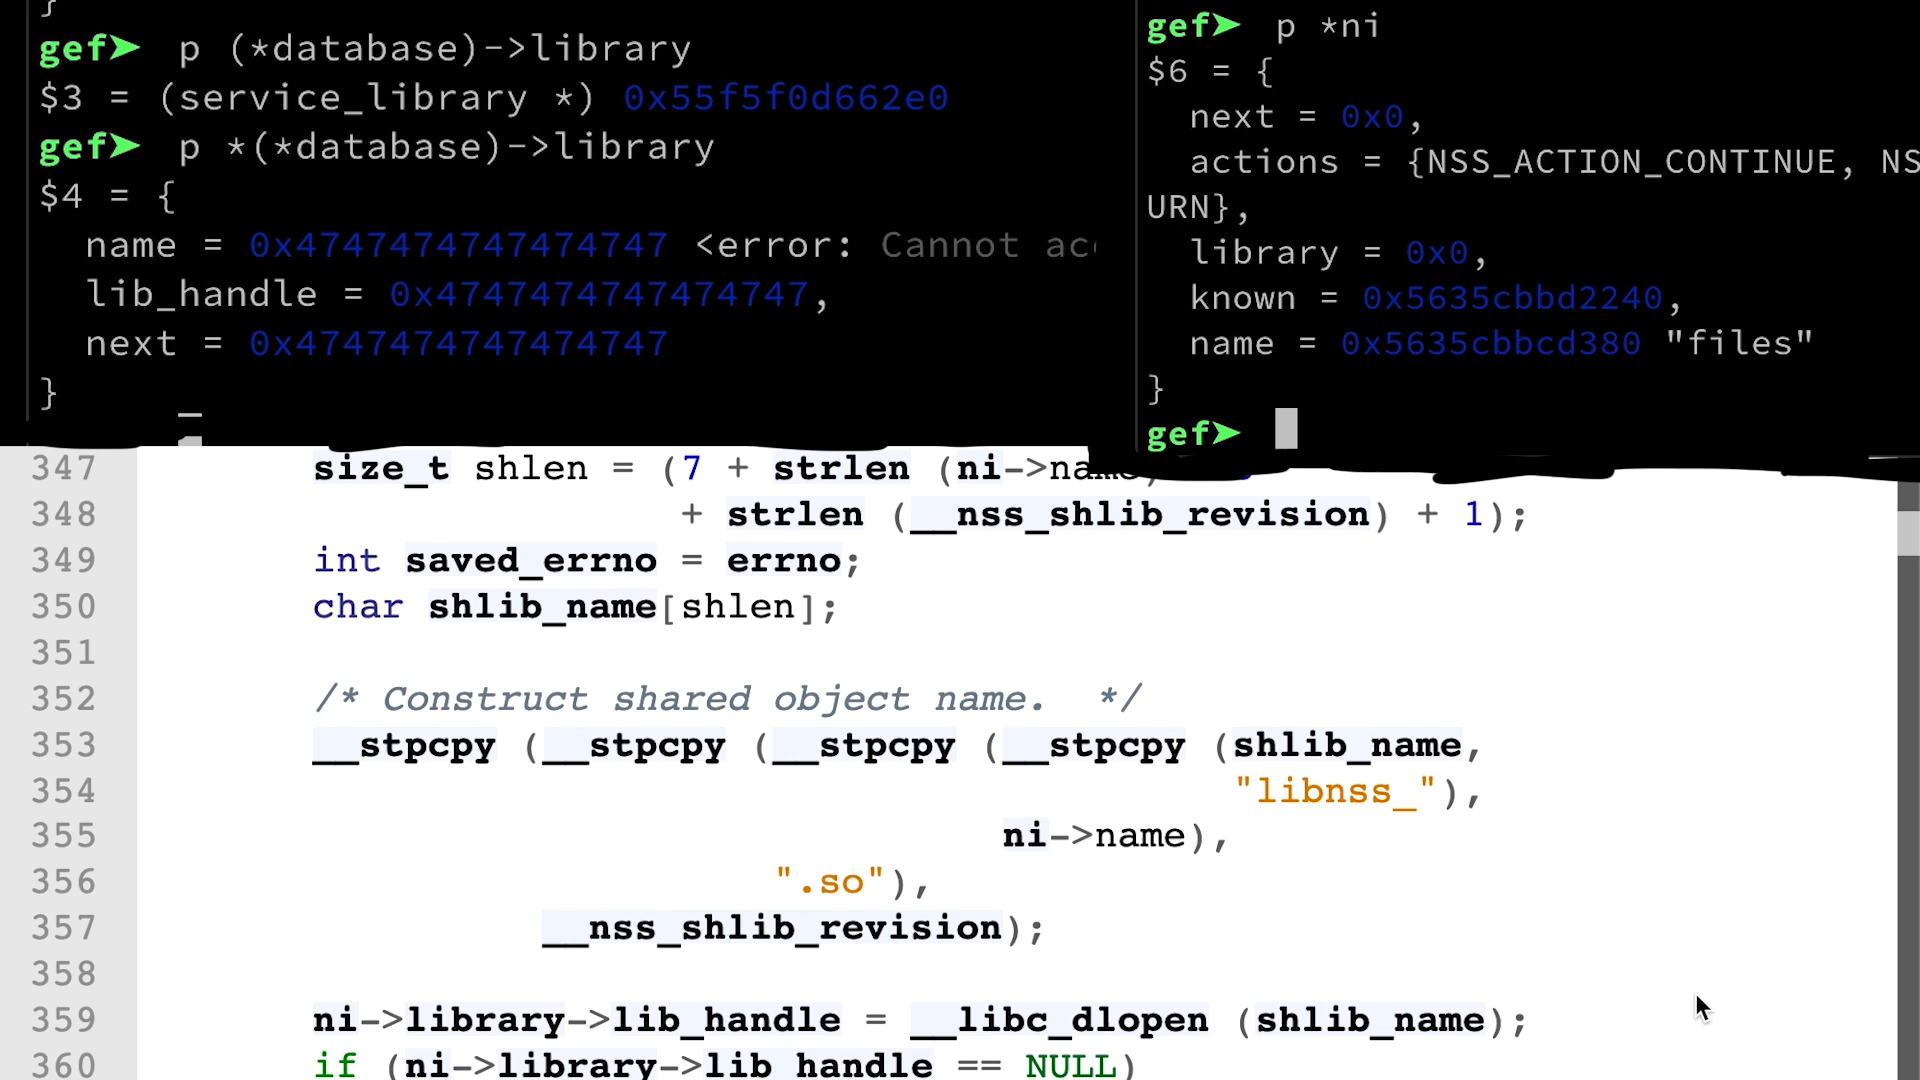 }
gef➤ p (*database)->library
$3 = (service_library *) 0x55f5f0d662e0
gef➤ p *(*database)->library
$4 = {
name = 0x4747474747474747 <error: Cannot
lib_handle = 0x4747474747474747,
next = 0x4747474747474747
}
gef➤ p *ni
$6 = {
next = 0x0,
actions = {NSS_ACTION_CONTINUE, NS
URN},
library = 0x0,
known = 0x5635cbbd2240,
name = 0x5635cbbcd380 "files"
}
gef➤
347 size_t shlen = (7 + strlen (ni->name)
348 + strlen (__nss_shlib_revision) + 1);
349 int saved_errno = errno;
350 char shlib_name[shlen];
351
352 /* Construct shared object name. */
353 __stpcpy (__stpcpy (__stpcpy (__stpcpy (shlib_name,
354 "libnss_"),
355 ni->name),
356 ".so"),
357 __nss_shlib_revision);
358
359 ni->library->lib_handle = __libc_dlopen (shlib_name);
360 if (ni->library->lib_handle == NULL)